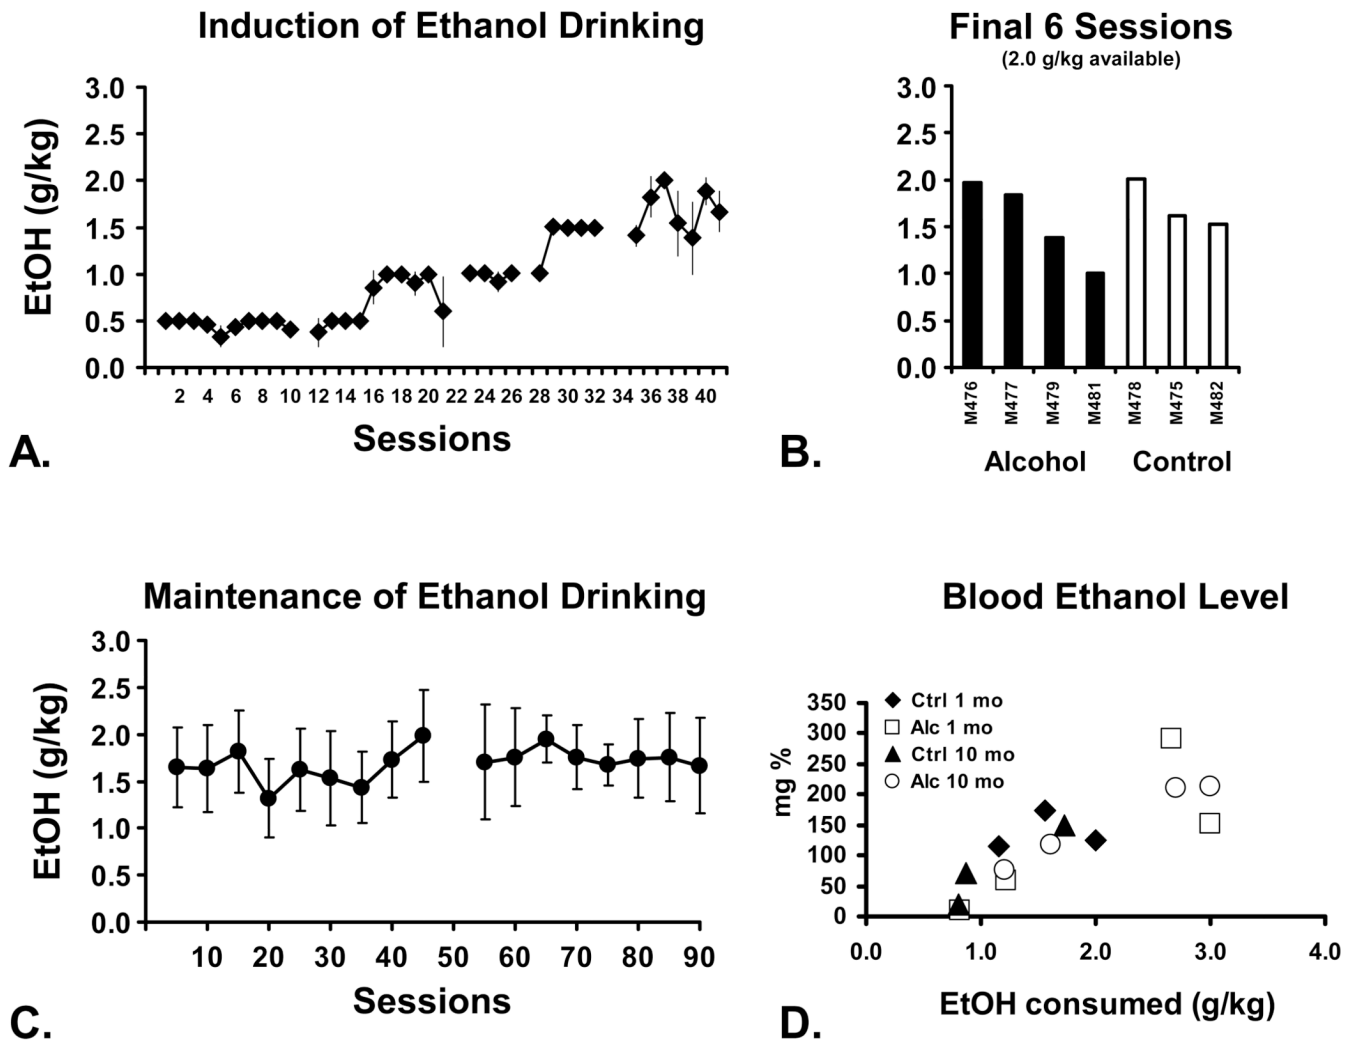 Induction of Ethanol Drinking
EtOH (g/kg)
3.0
2.5
2.0
1.5
1.0
0.5
0.0
2 4 6 8 10 12 14 16 18 20 22 24 26 28 30 32 34 36 38 40
Sessions
A.
Final 6 Sessions
(2.0 g/kg available)
3.0
2.5
2.0
1.5
1.0
0.5
0.0
M476 M477 M479 M481 M478 M475 M482
Alcohol Control
B.
Maintenance of Ethanol Drinking
EtOH (g/kg)
3.0
2.5
2.0
1.5
1.0
0.5
0.0
10 20 30 40 50 60 70 80 90
Sessions
C.
Blood Ethanol Level
mg %
350
300
250
200
150
100
50
0
Ctrl 1 mo
Alc 1 mo
Ctrl 10 mo
Alc 10 mo
0.0 1.0 2.0 3.0 4.0
EtOH consumed (g/kg)
D.